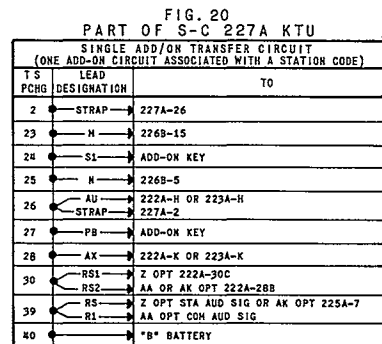 FIG. 20
PART OF S-C 227A KTU
SINGLE ADD/ON TRANSFER CIRCUIT
(ONE ADD-ON CIRCUIT ASSOCIATED WITH A STATION CODE)
TS PCHG LEAD DESIGNATION TO
2 STRAP 227A-26
23 M 226B-15
24 S1 ADD-ON KEY
25 N 226B-5
26 AU 222A-H OR 223A-H
STRAP 227A-2
27 PB ADD-ON KEY
28 AX 222A-K OR 223A-K
30 RS1 Z OPT 222A-30C
RS2 AA OR AK OPT 222A-28B
39 RS Z OPT STA AUD SIG OR AK OPT 225A-7
R1 AA OPT COM AUD SIG
40 "B" BATTERY